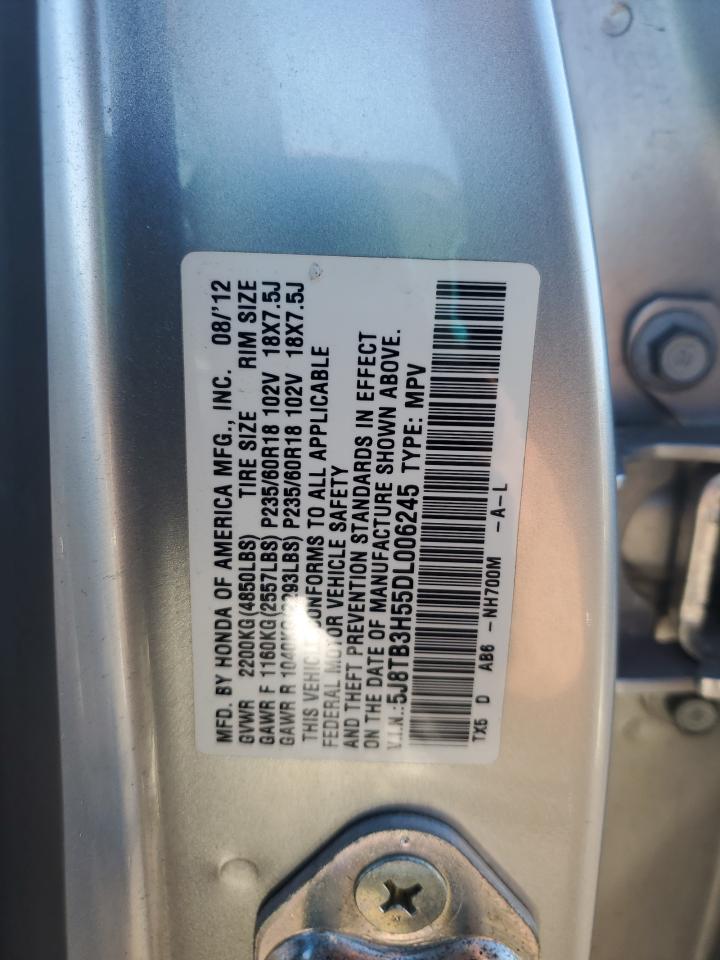 MFD. BY HONDA OF AMERICA MFG., INC. 08/'12
GVWR 2200KG(4850LBS) TIRE SIZE RIM SIZE
GAWR F 1160KG(2557LBS) P235/60R18 102V 18X7.5J
GAWR R P235/60R18 102V 18X7.5J
THIS VEHICLE CONFORMS TO ALL APPLICABLE
FEDERAL MOTOR VEHICLE SAFETY
AND THEFT PREVENTION STANDARDS IN EFFECT
ON THE DATE OF MANUFACTURE SHOWN ABOVE.
V.I.N.:5J8TB3H55DL006245 TYPE: MPV
TX5 D AB6 -NH700M -A-L